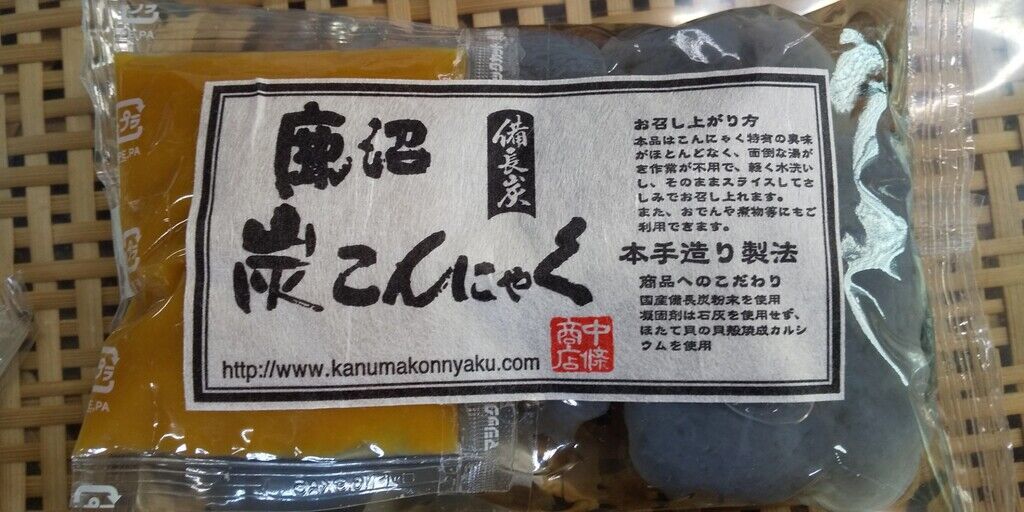 鹿沼
備長炭
炭こんにゃく
http://www.kanumakonnyaku.com
中條
商店
お召し上がり方
本品はこんにゃく特有の臭味
がほとんどなく、面倒な湯が
き作業が不用で、軽く水洗い
し、そのままスライスしてさ
しみでお召し上れます。
また、おでんや煮物等にもご
利用できます。
本手造り製法
商品へのこだわり
国産備長炭粉末を使用
凝固剤は石灰を使用せず、
ほたて貝の貝殻焼成カルシ
ウムを使用
プラ
PE,PA